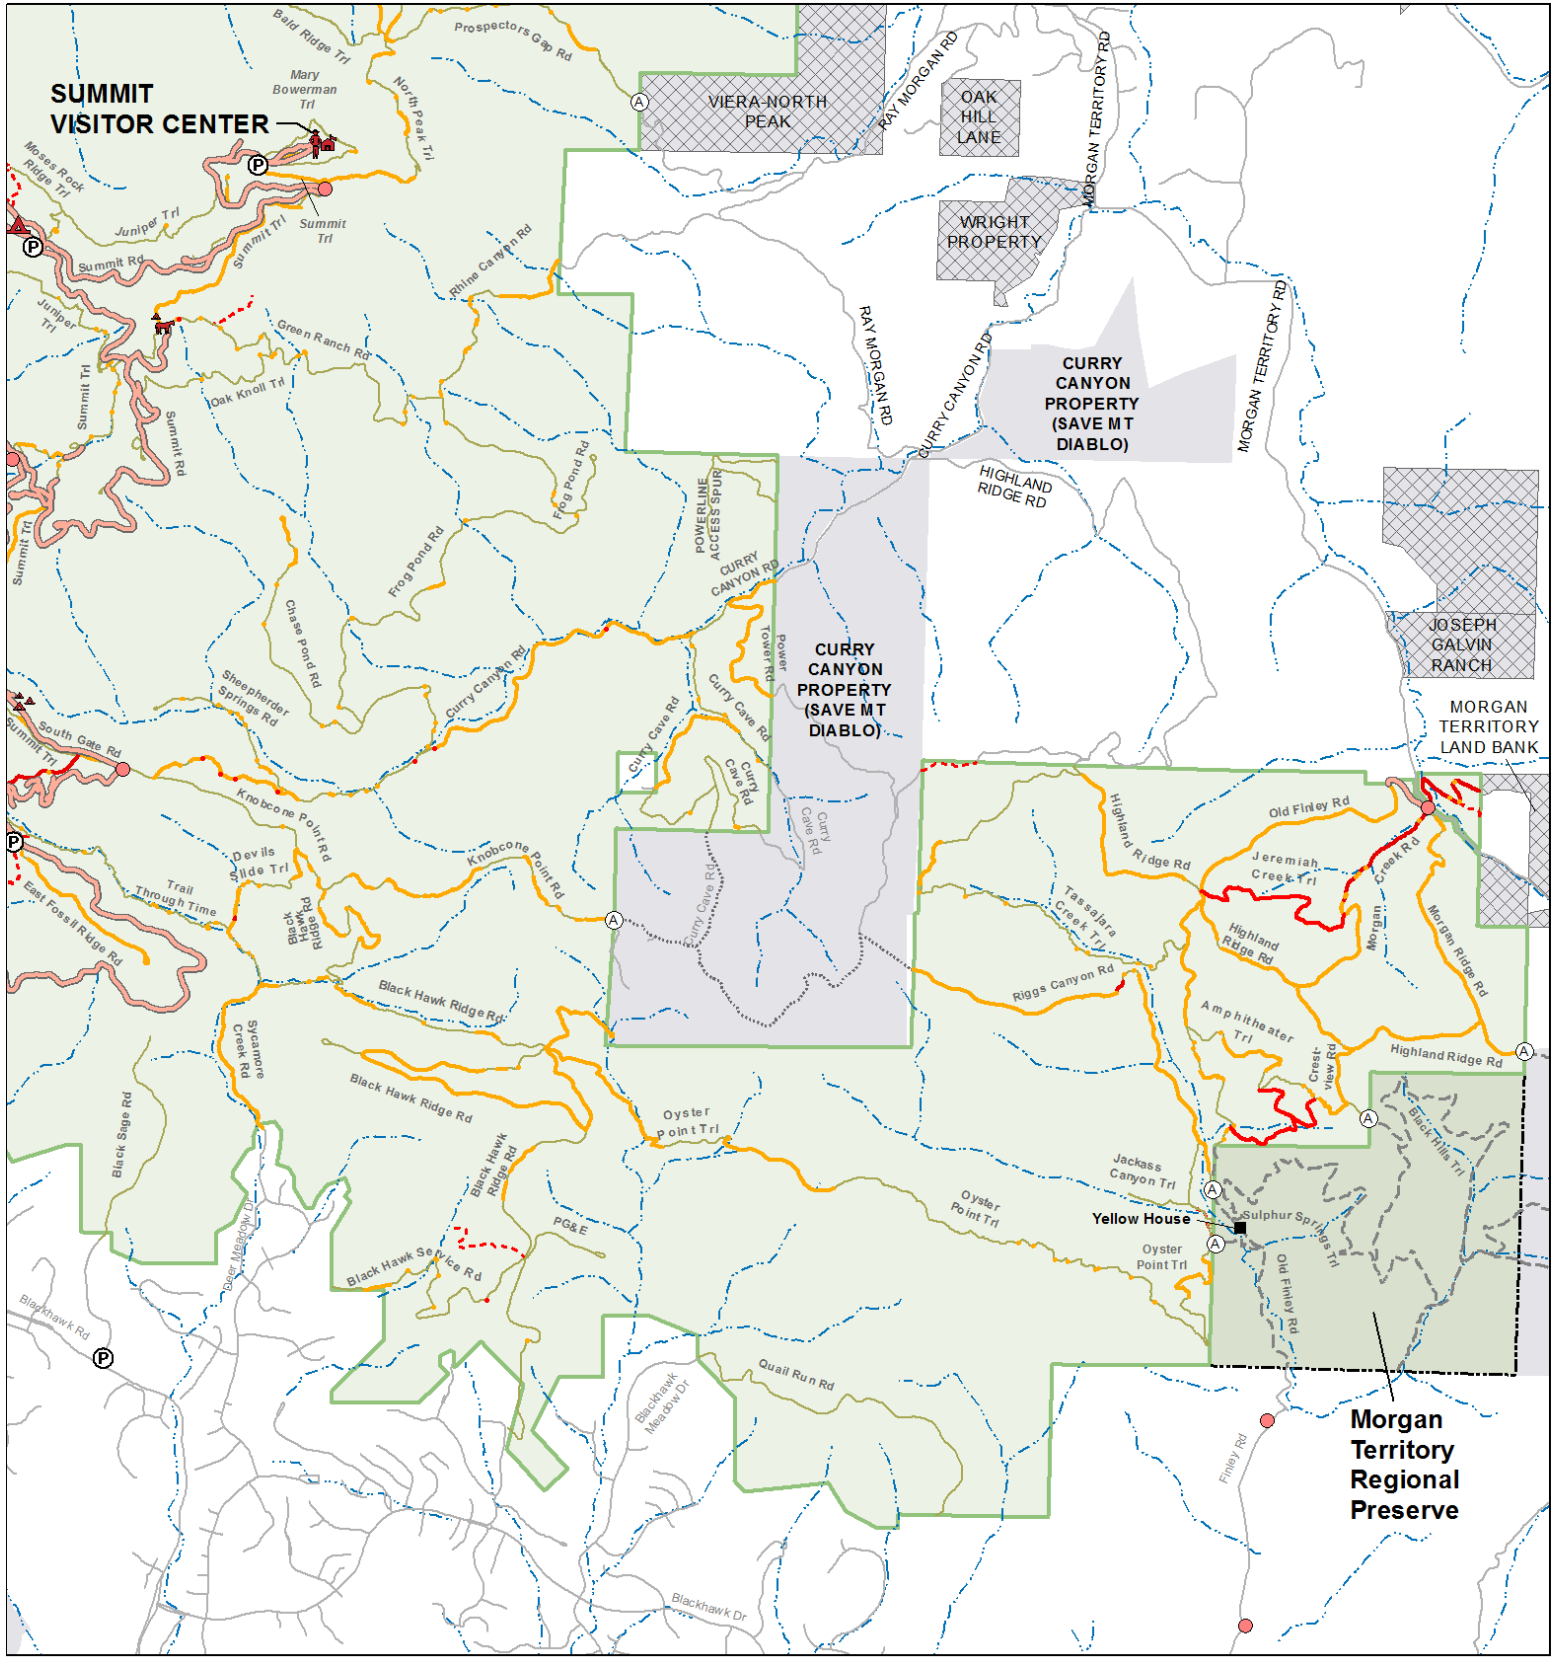 Bald Ridge Trl
Prospectors Gap Rd
Mary
Bowerman
Trl
North Peak Trl
SUMMIT
VISITOR CENTER
P
A
VIERA-NORTH
PEAK
RAY MORGAN RD
OAK
HILL
LANE
MORGAN TERRITORY RD
MORGAN TERRITORY RD
Moses Rock
Ridge Trl
Juniper Trl
Summit Trl
Summit
Trl
P
Summit Rd
WRIGHT
PROPERTY
Rhine Canyon Rd
Juniper
Trl
Green Ranch Rd
Oak Knoll Trl
Summit Trl
Summit Rd
RAY MORGAN RD
CURRY CANYON RD
CURRY
CANYON
PROPERTY
(SAVE MT
DIABLO)
MORGAN TERRITORY RD
MORGAN TERRITORY RD
HIGHLAND
RIDGE RD
Frog Pond Rd
POWERLINE
ACCESS SPUR
Summit Trl
Frog Pond Rd
CURRY
CANYON RD
Chase Pond Rd
Power
Tower Rd
CURRY
CANYON
PROPERTY
(SAVE MT
DIABLO)
JOSEPH
GALVIN
RANCH
Sheepherder
Springs Rd
Curry Canyon Rd
Curry Cave Rd
Curry Cave Rd
MORGAN
TERRITORY
LAND BANK
South Gate Rd
Summit Trl
Knobcone Point Rd
Curry
Cave Rd
Curry
Cave Rd
Highland
Ridge Rd
Old Finley Rd
P
Devils
Slide Trl
Knobcone Point Rd
Jeremiah
Creek Trl
Morgan
Creek Rd
Trail
Through Time
East Fossil Ridge Rd
Black
Hawk
Ridge Rd
A
Curry Cave Rd
Tassajara
Creek Trl
Highland
Ridge Rd
Morgan Ridge Rd
Black Hawk Ridge Rd
Riggs Canyon Rd
Amphitheater
Trl
Sycamore
Creek Rd
Crest-
view Rd
Highland Ridge Rd
A
Black Sage Rd
Black Hawk Ridge Rd
Oyster
Point Trl
A
Black Hills Trl
Black Hawk
Ridge Rd
Jackass
Canyon Trl
A
Oyster
Point Trl
Yellow House
Sulphur Springs Trl
Deer Meadow Dr
PG&E
A
Oyster
Point Trl
Black Hawk Service Rd
Old Finley Rd
Blackhawk Rd
P
Quail Run Rd
Blackhawk
Meadow Dr
Morgan
Territory
Regional
Preserve
Finley Rd
Blackhawk Dr